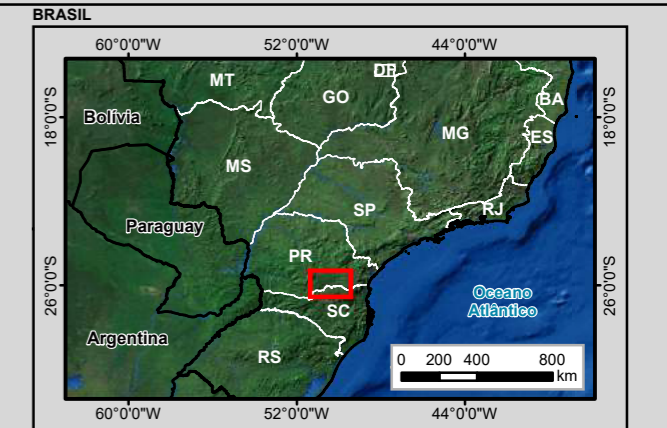 BRASIL
60°0'0"W 52°0'0"W 44°0'0"W
18°0'0"S
26°0'0"S
MT
GO
DF
BA
Bolívia
MG
ES
MS
SP
RJ
Paraguay
PR
Oceano
Atlântico
SC
Argentina
RS
0 200 400 800
km
18°0'0"S
26°0'0"S
60°0'0"W 52°0'0"W 44°0'0"W